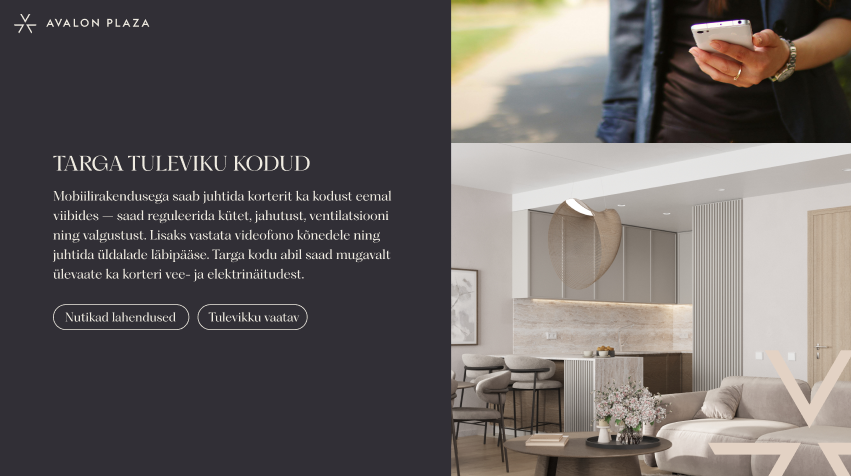 AVALON PLAZA
TARGA TULEVIKU KODUD
Mobiilirakendusega saab juhtida korterit ka kodust eemal
viibides — saad reguleerida kütet, jahutust, ventilatsiooni
ning valgustust. Lisaks vastata videofono kõnedele ning
juhtida üldalade läbipääse. Targa kodu abil saad mugavalt
ülevaate ka korteri vee- ja elektrinäitudest.
Nutikad lahendused
Tulevikku vaatav